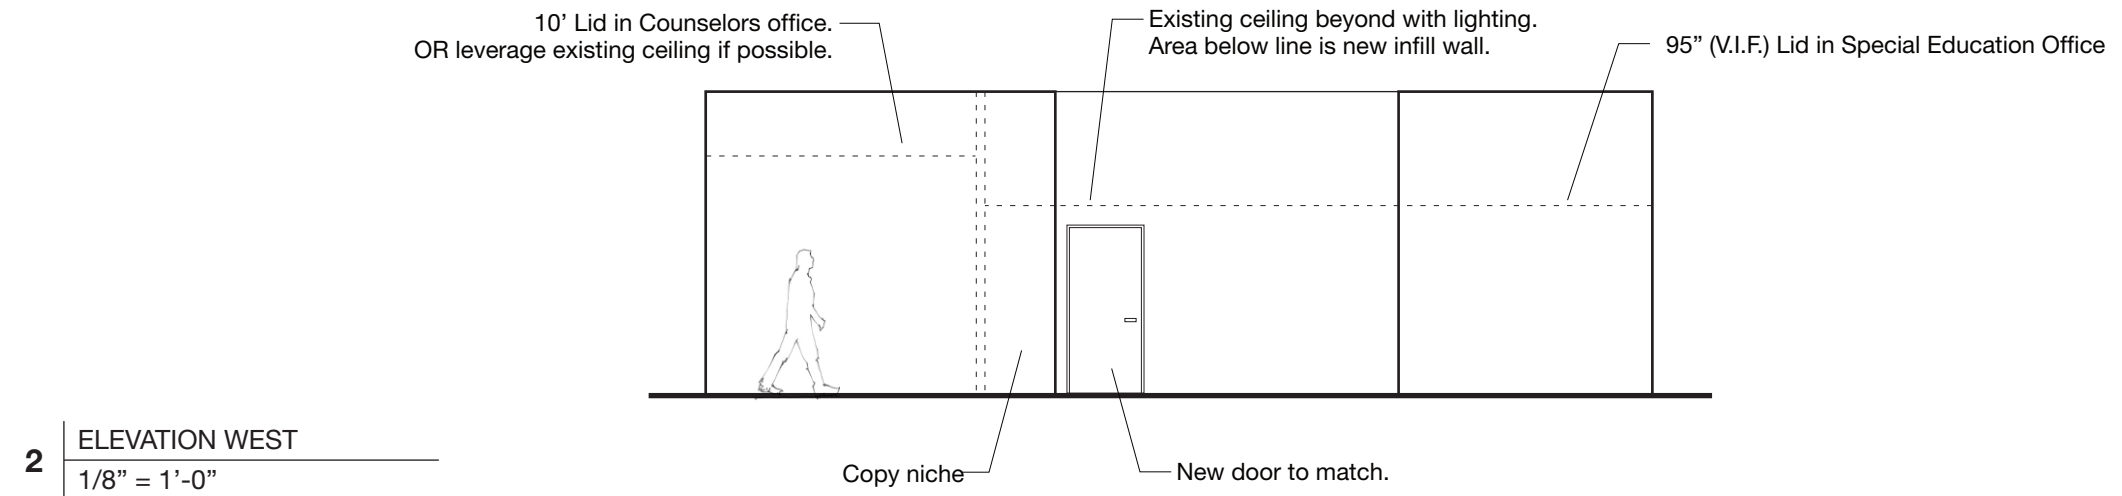 10’ Lid in Counselors office.
OR leverage existing ceiling if possible.
Existing ceiling beyond with lighting.
Area below line is new infill wall.
95” (V.I.F.) Lid in Special Education Office
Copy niche
New door to match.
2
ELEVATION WEST
1/8” = 1’-0”